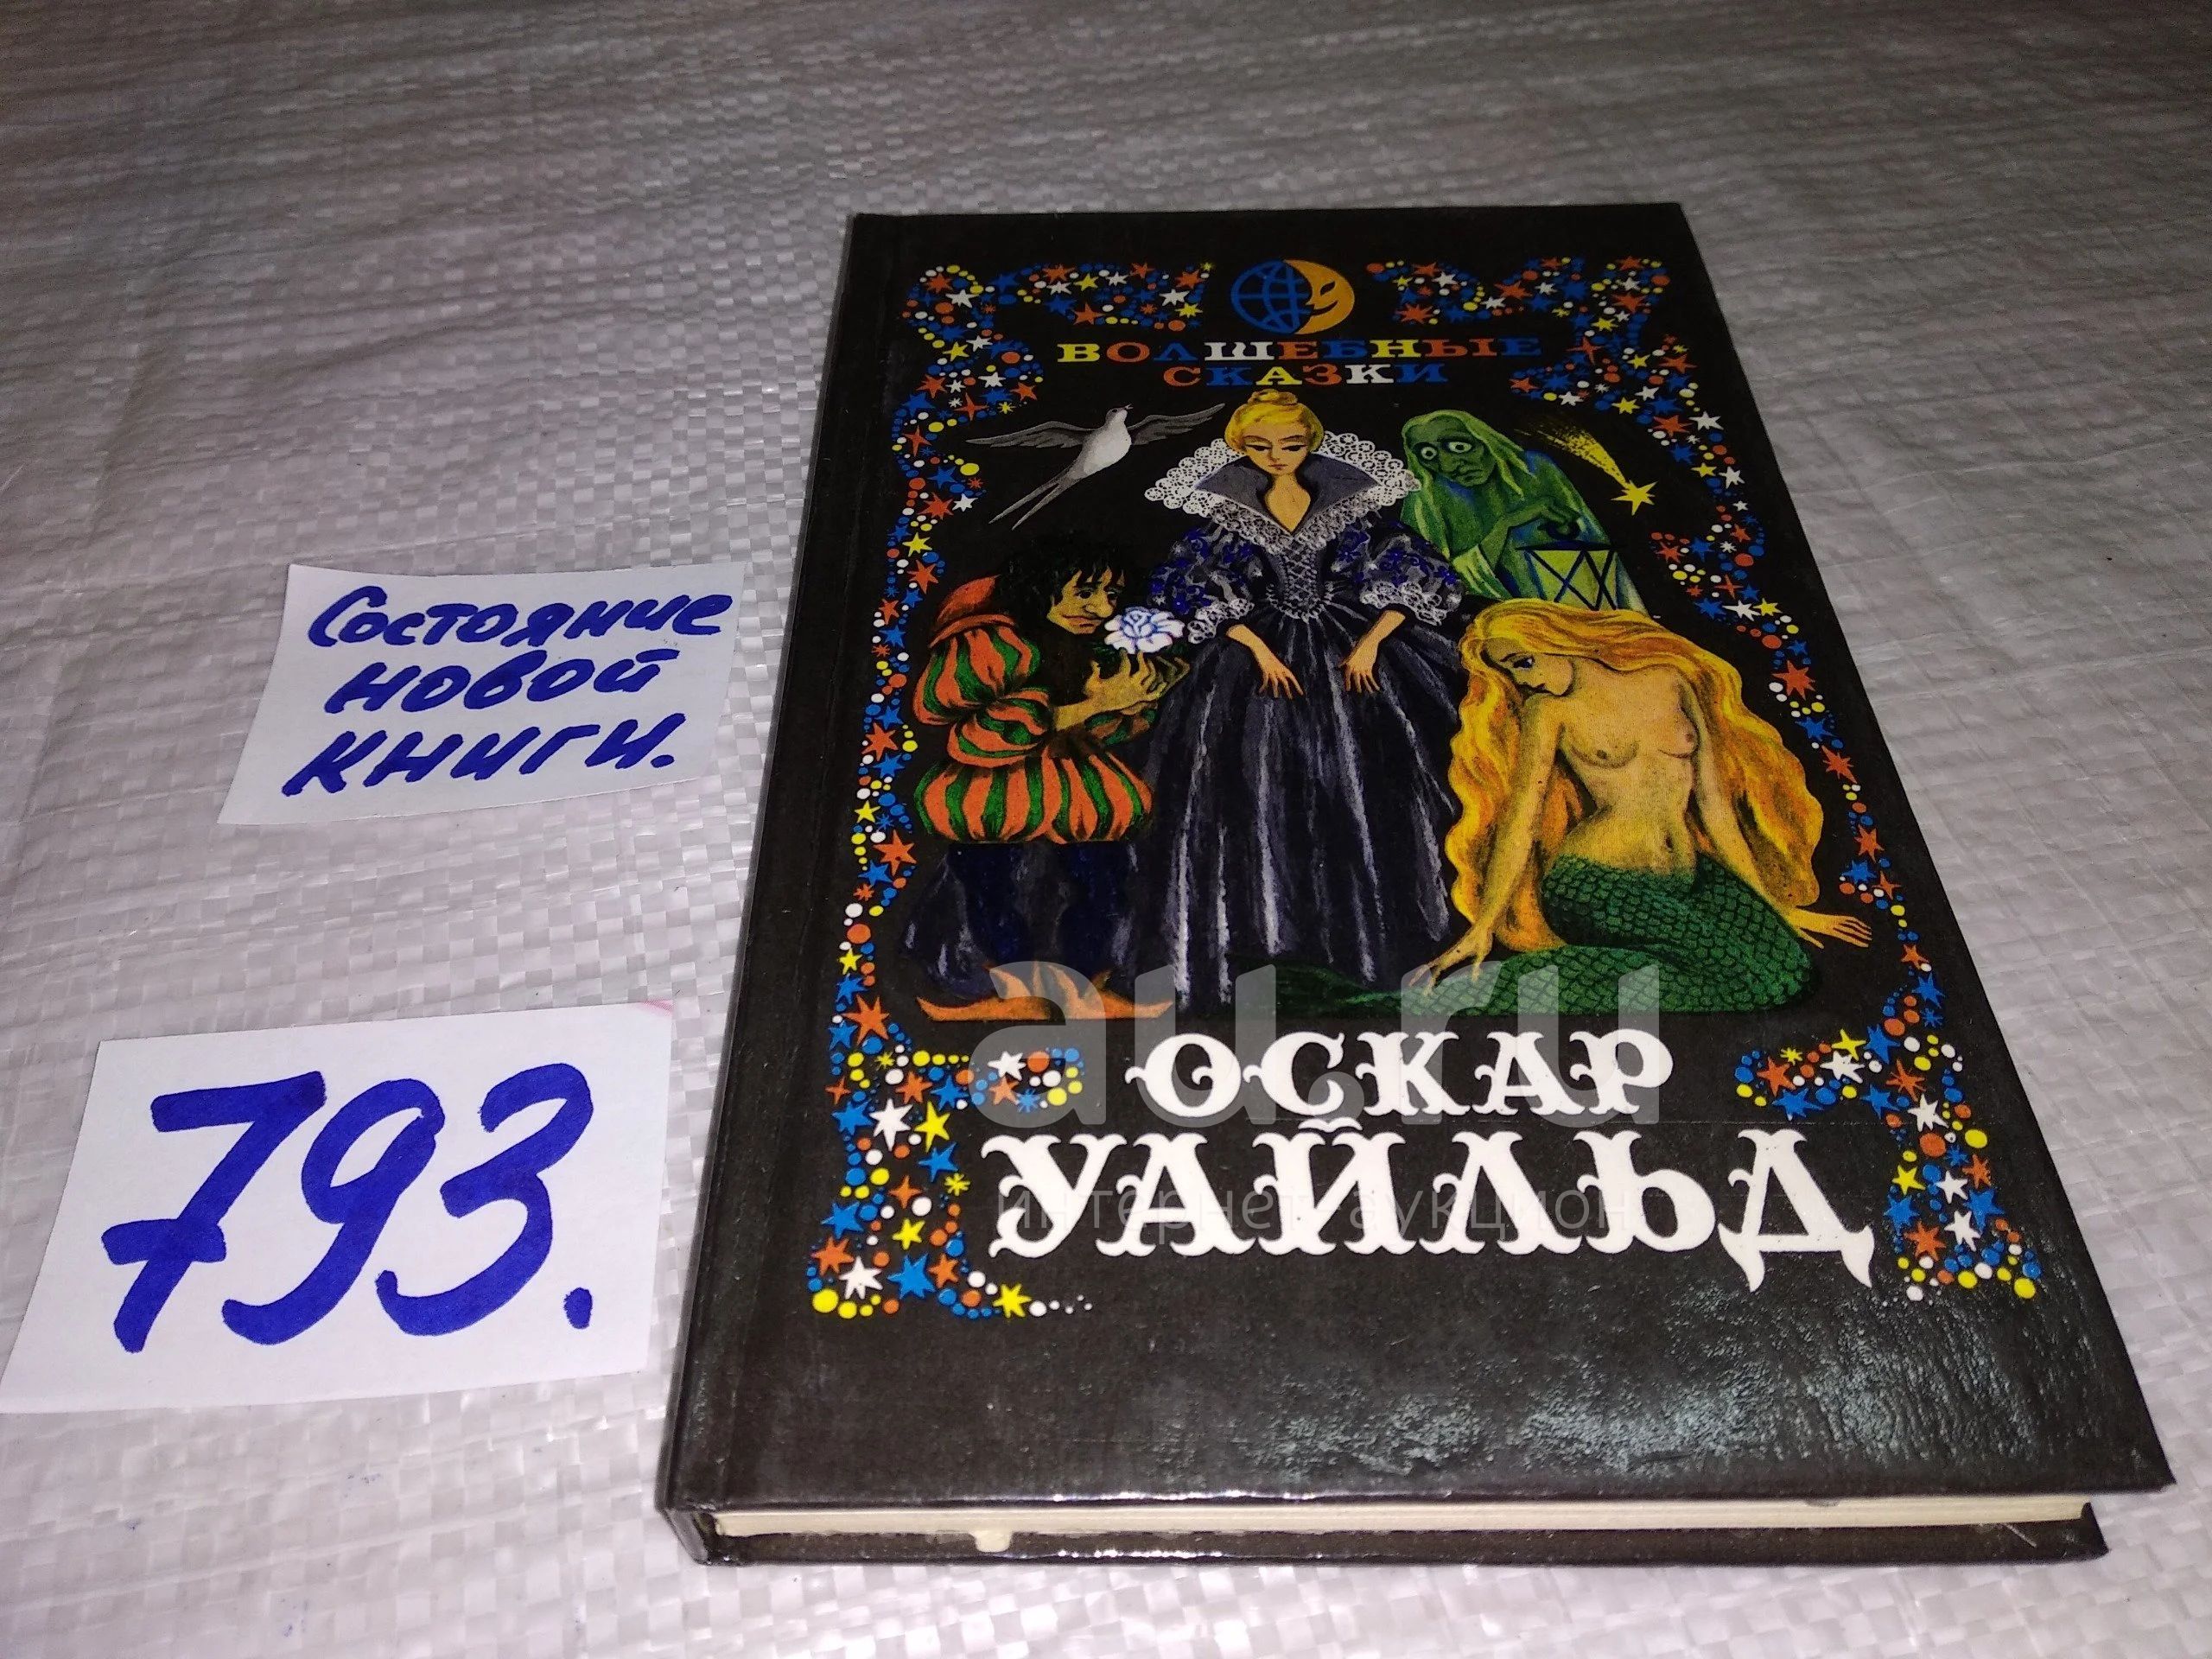 ВОЛШЕБНЫЕ
СКАЗКИ
Состояние
новой
книги.
793.
au.ru
ОСКАР
УАЙЛЬД
интернет-аукцион